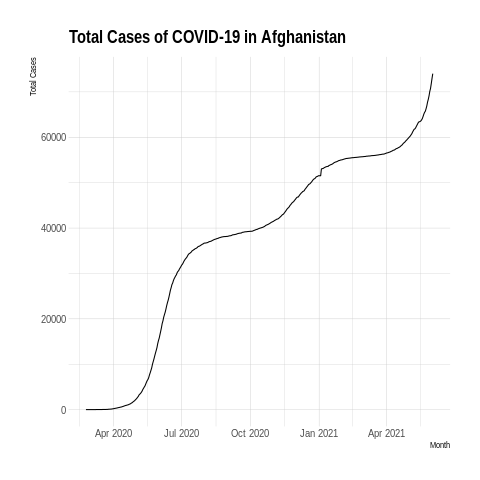 Total Cases of COVID-19 in Afghanistan
Total Cases
60000
40000
20000
0
Apr 2020 Jul 2020 Oct 2020 Jan 2021 Apr 2021
Month